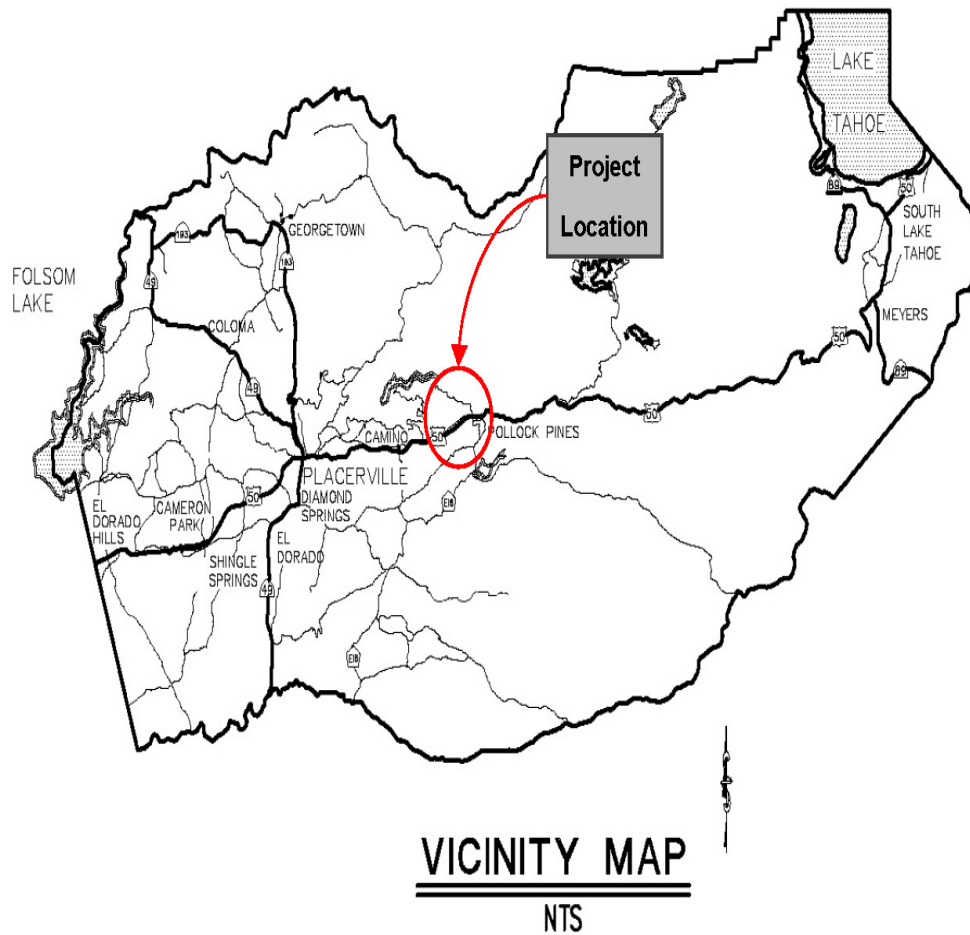 LAKE
TAHOE
Project
Location
89
50
SOUTH
LAKE
TAHOE
193
GEORGETOWN
193
FOLSOM
LAKE
49
COLOMA
MEYERS
50
89
49
50
50
CAMINO
POLLOCK PINES
PLACERVILLE
EL
DORADO
HILLS
CAMERON
PARK
50
DIAMOND
SPRINGS
E16
SHINGLE
SPRINGS
EL
DORADO
49
E16
VICINITY MAP
NTS